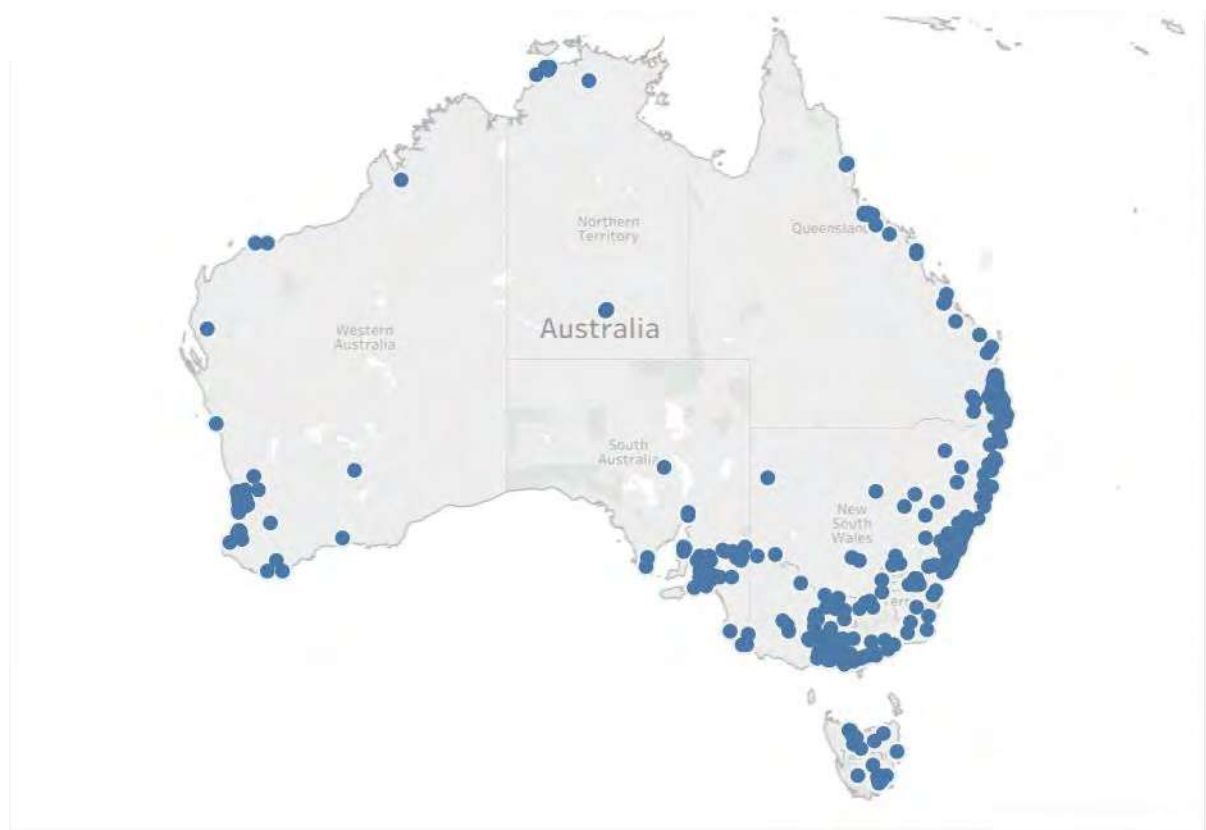 Northern
Territory
Queensland
Australia
Western
Australia
South
Australia
New
South
Wales